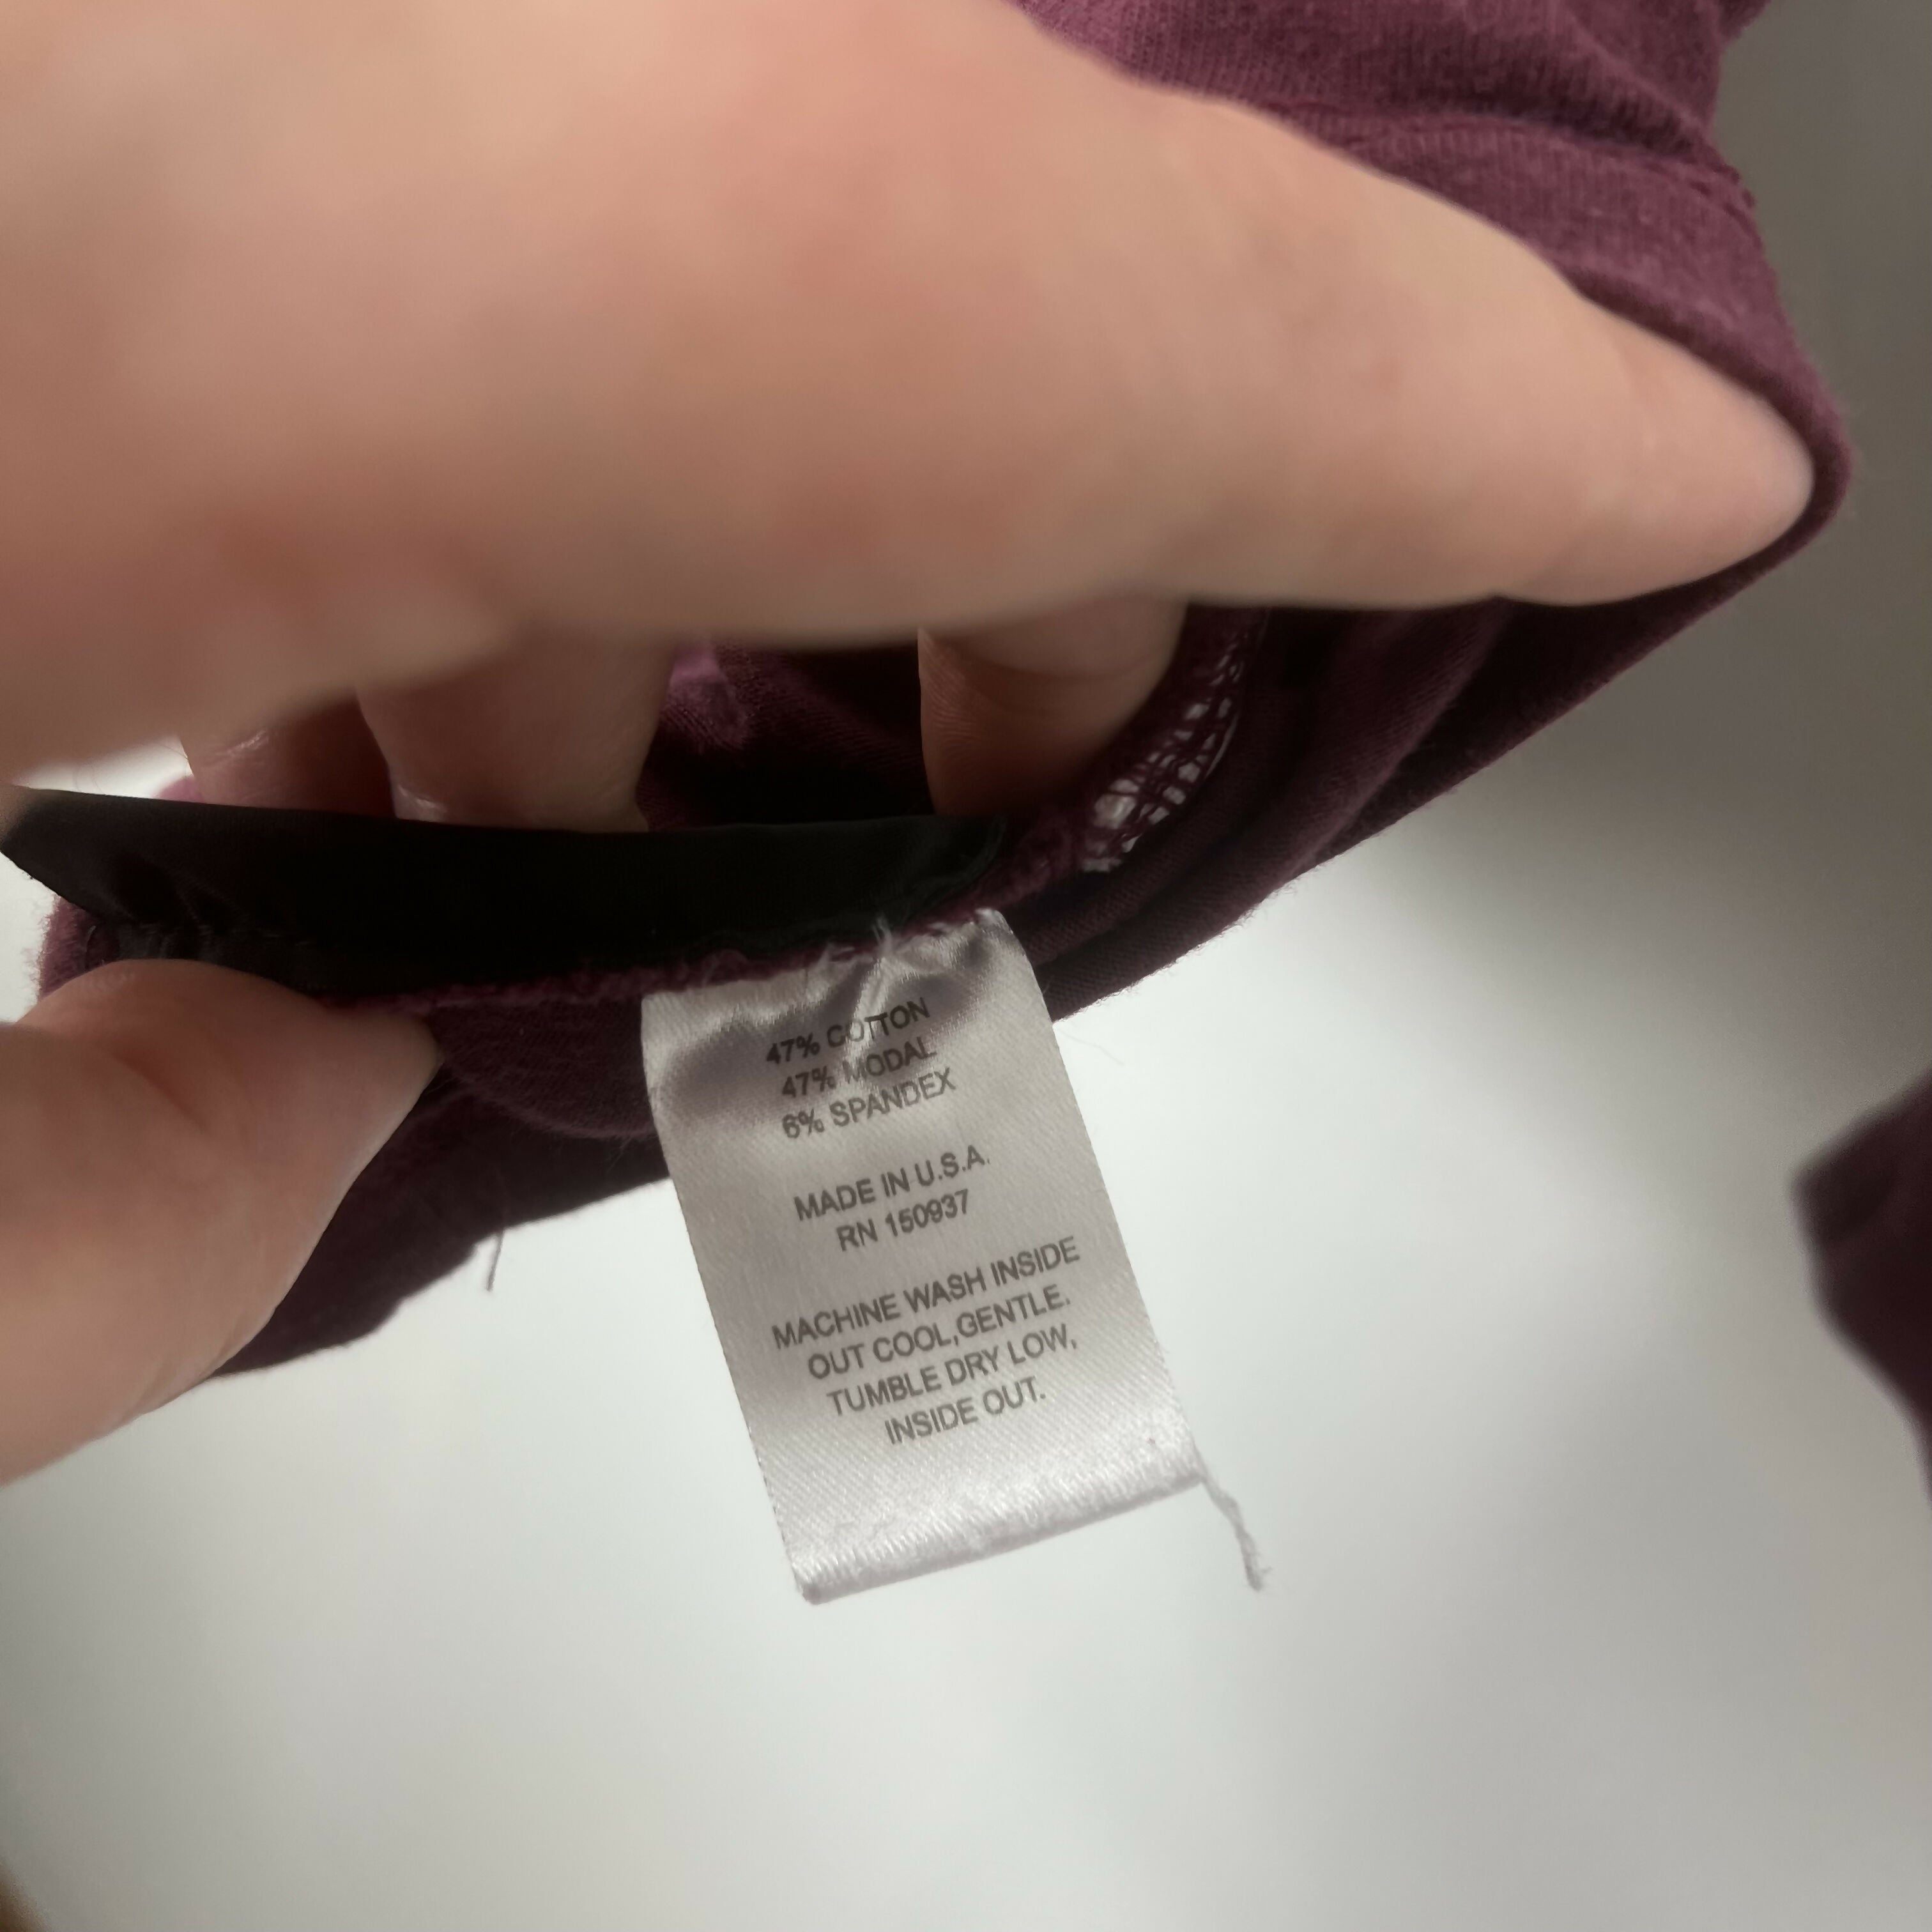 47% COTTON
47% MODAL
6% SPANDEX
MADE IN U.S.A.
RN 150937
MACHINE WASH INSIDE
OUT COOL,GENTLE.
TUMBLE DRY LOW,
INSIDE OUT.